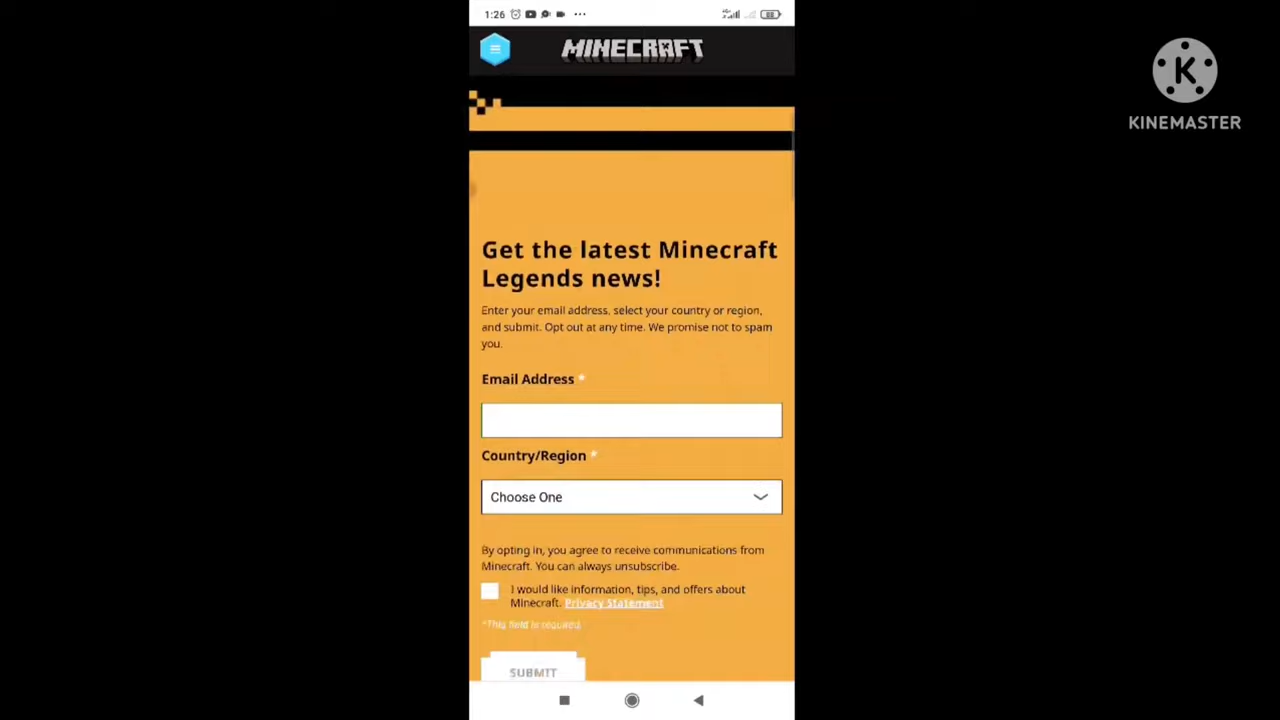 1:26
MINECRAFT
KINEMASTER
Get the latest Minecraft
Legends news!
Enter your email address, select your country or region,
and submit. Opt out at any time. We promise not to spam
you.
Email Address *
Country/Region *
Choose One
By opting in, you agree to receive communications from
Minecraft. You can always unsubscribe.
I would like information, tips, and offers about
Minecraft. Privacy Statement
*This field is required.
SUBMIT